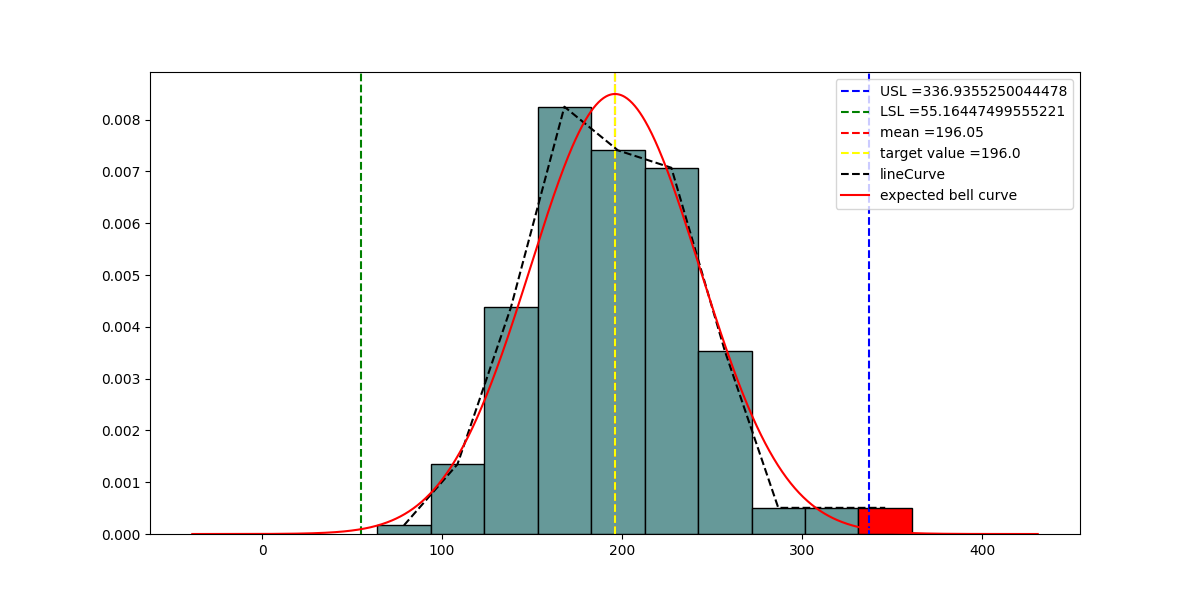 USL =336.9355250044478
LSL =55.16447499555221
mean =196.05
target value =196.0
lineCurve
expected bell curve
0.008
0.007
0.006
0.005
0.004
0.003
0.002
0.001
0.000
0 100 200 300 400